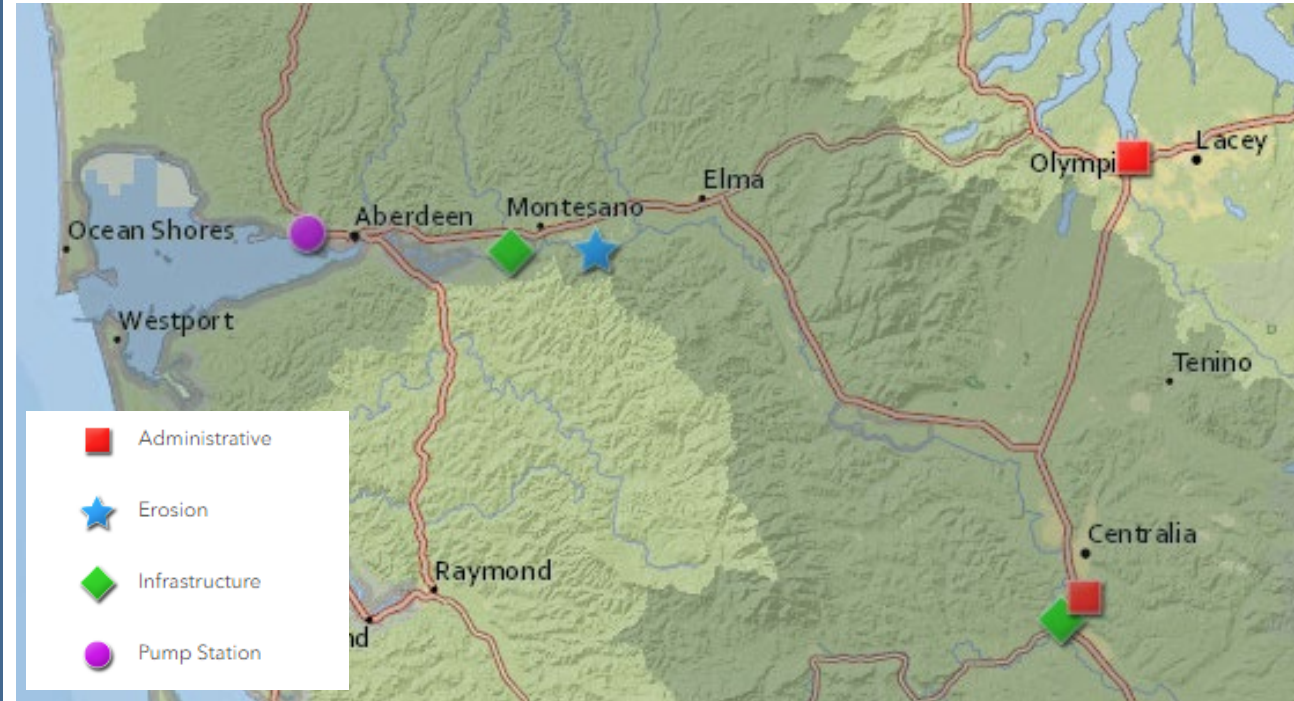 Lacey
Olympi
Elma
Montesano
Aberdeen
Ocean Shores
Westport
Tenino
Administrative
Erosion
Centralia
Infrastructure
Raymond
nd
Pump Station